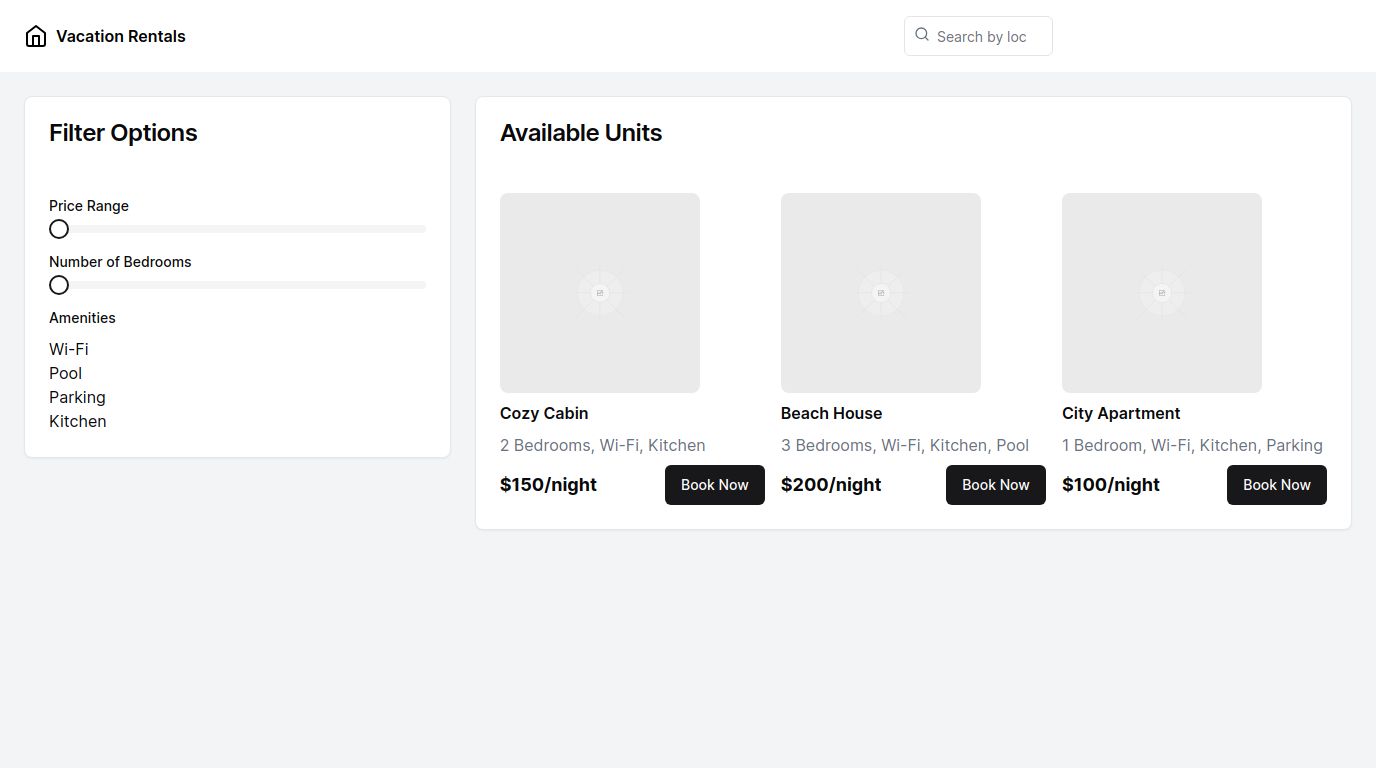 Vacation Rentals
Search by loc
Filter Options
Price Range
Number of Bedrooms
Amenities
Wi-Fi
Pool
Parking
Kitchen
Available Units
Cozy Cabin
2 Bedrooms, Wi-Fi, Kitchen
$150/night
Book Now
Beach House
3 Bedrooms, Wi-Fi, Kitchen, Pool
$200/night
Book Now
City Apartment
1 Bedroom, Wi-Fi, Kitchen, Parking
$100/night
Book Now